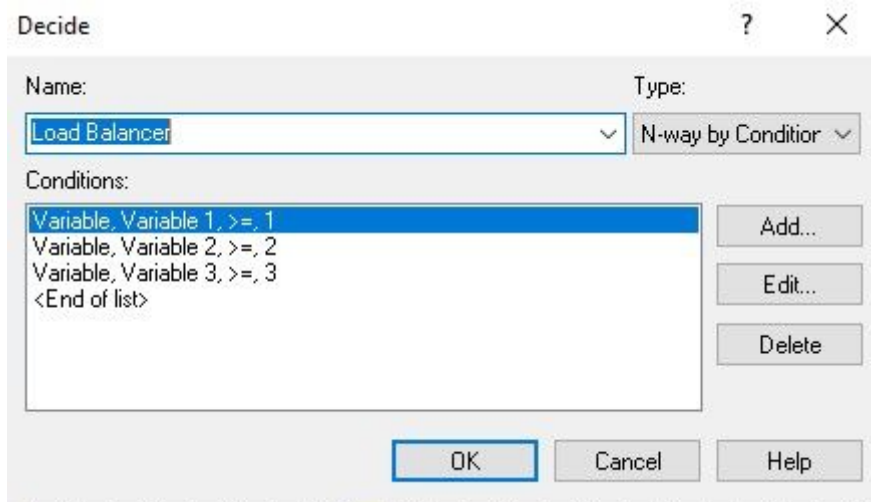 Decide ? X
Name: Type:
Load Balancer N-way by Condition
Conditions:
Variable, Variable 1, >=, 1
Variable, Variable 2, >=, 2
Variable, Variable 3, >=, 3
<End of list>
Add...
Edit...
Delete
OK Cancel Help